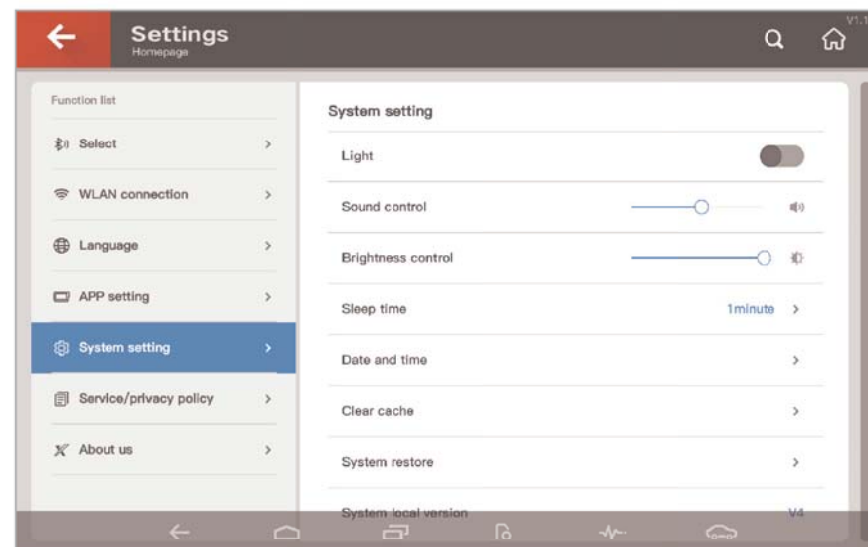 Settings
Homepage
V1.1
Function list
Select
WLAN connection
Language
APP setting
System setting
Service/privacy policy
About us
System setting
Light
Sound control
Brightness control
Sleep time 1minute
Date and time
Clear cache
System restore
System local version V4